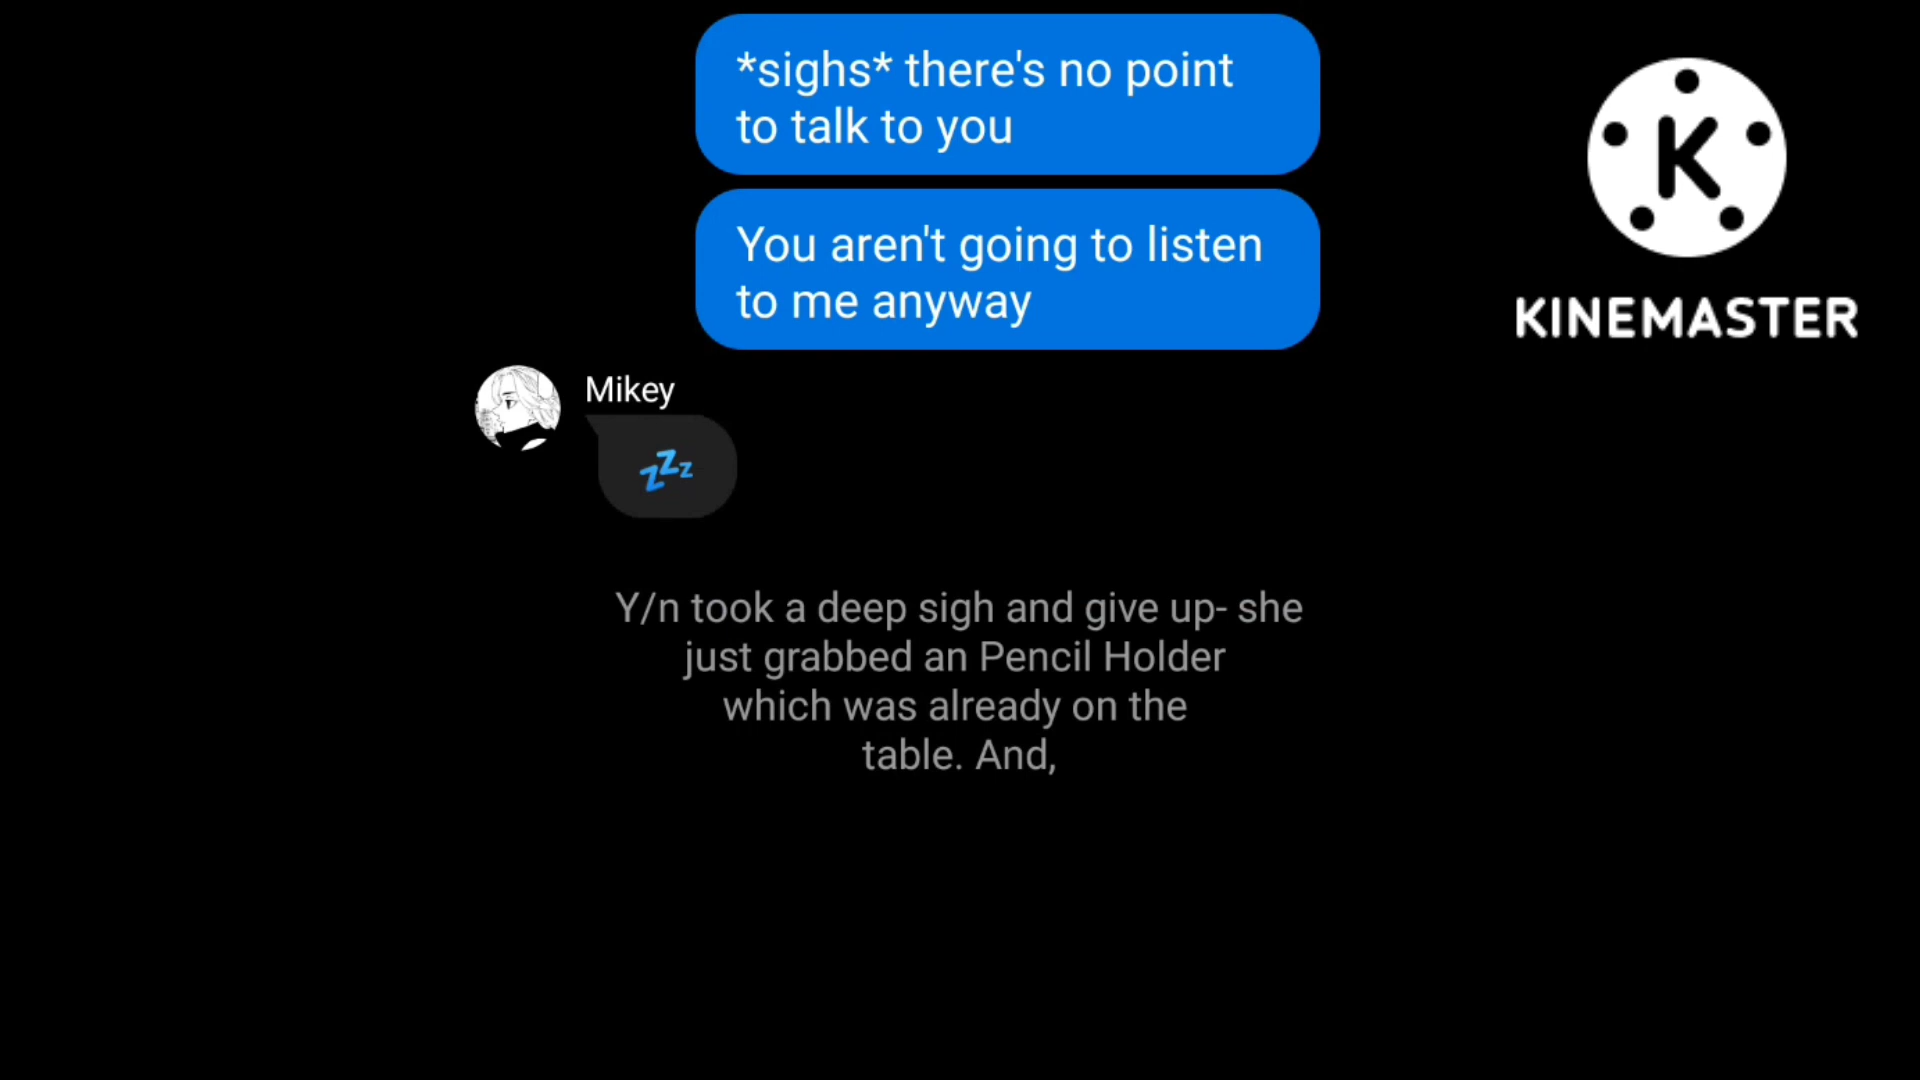 *sighs* there's no point
to talk to you
You aren't going to listen
to me anyway
K
KINEMASTER
Mikey
💤
Y/n took a deep sigh and give up- she
just grabbed an Pencil Holder
which was already on the
table. And,